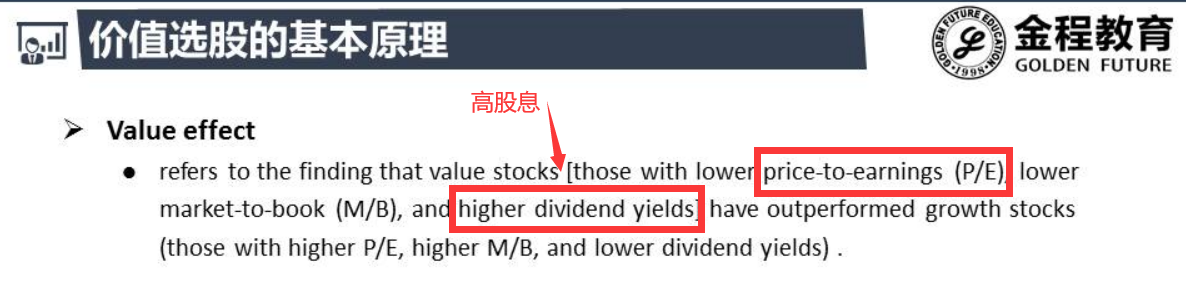 价值选股的基本原理
GOLDEN FUTURE EDUCATION
·1998·
金程教育
GOLDEN FUTURE
高股息
➤ Value effect
● refers to the finding that value stocks [those with lower price-to-earnings (P/E), lower
market-to-book (M/B), and higher dividend yields] have outperformed growth stocks
(those with higher P/E, higher M/B, and lower dividend yields) .